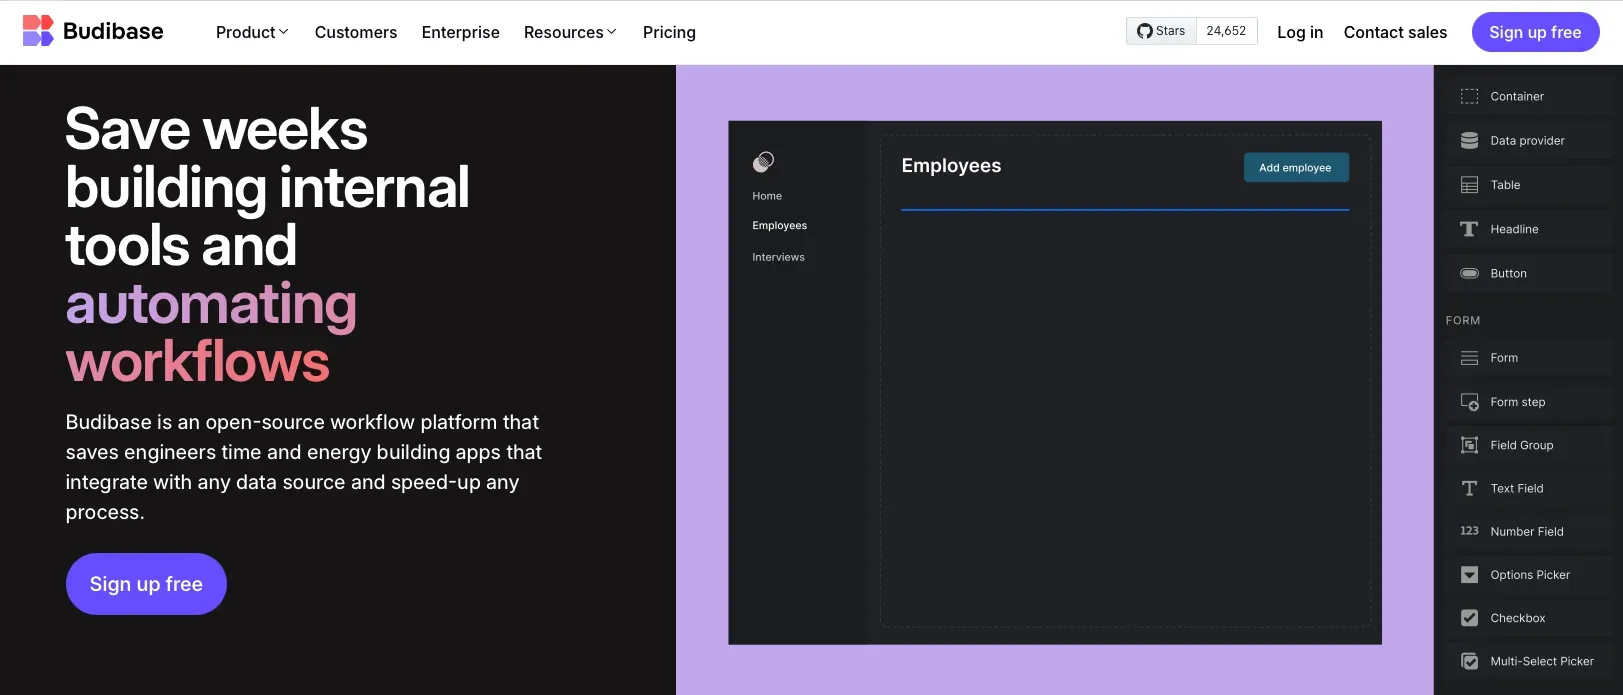 Budibase
Product
Customers
Enterprise
Resources
Pricing
Stars
24,652
Log in
Contact sales
Sign up free
Save weeks
building internal
tools and
automating
workflows
Budibase is an open-source workflow platform that
saves engineers time and energy building apps that
integrate with any data source and speed-up any
process.
Sign up free
Home
Employees
Interviews
Employees
Add employee
Container
Data provider
Table
Headline
Button
FORM
Form
Form step
Field Group
Text Field
123 Number Field
Options Picker
Checkbox
Multi-Select Picker